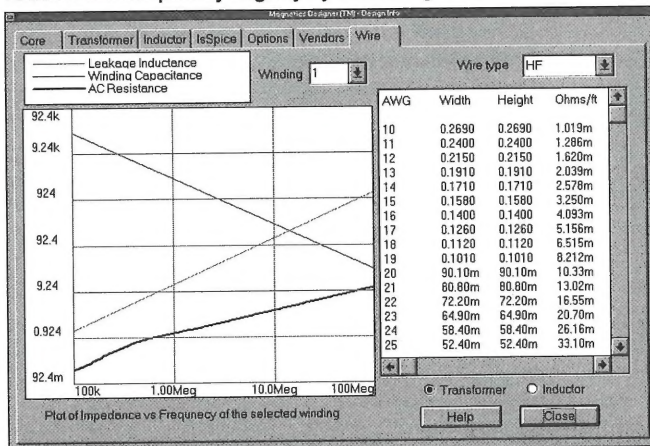 Magnetics Designer (TM) - Design Info
Core Transformer Inductor IsSpice Options Vendors Wire
Leakage Inductance
Winding Capacitance
AC Resistance
Winding 1
Wire type HF
92.4k
9.24k
924
92.4
9.24
0.924
92.4m
100k 1.00Meg 10.0Meg 100Meg
Plot of Impedance vs Frequnecy of the selected winding
AWG Width Height Ohms/ft
10 0.2690 0.2690 1.019m
11 0.2400 0.2400 1.286m
12 0.2150 0.2150 1.620m
13 0.1910 0.1910 2.039m
14 0.1710 0.1710 2.578m
15 0.1580 0.1580 3.250m
16 0.1400 0.1400 4.093m
17 0.1260 0.1260 5.156m
18 0.1120 0.1120 6.515m
19 0.1010 0.1010 8.212m
20 90.10m 90.10m 10.33m
21 80.80m 80.80m 13.02m
22 72.20m 72.20m 16.55m
23 64.90m 64.90m 20.70m
24 58.40m 58.40m 26.16m
25 52.40m 52.40m 33.10m
Transformer Inductor
Help Close